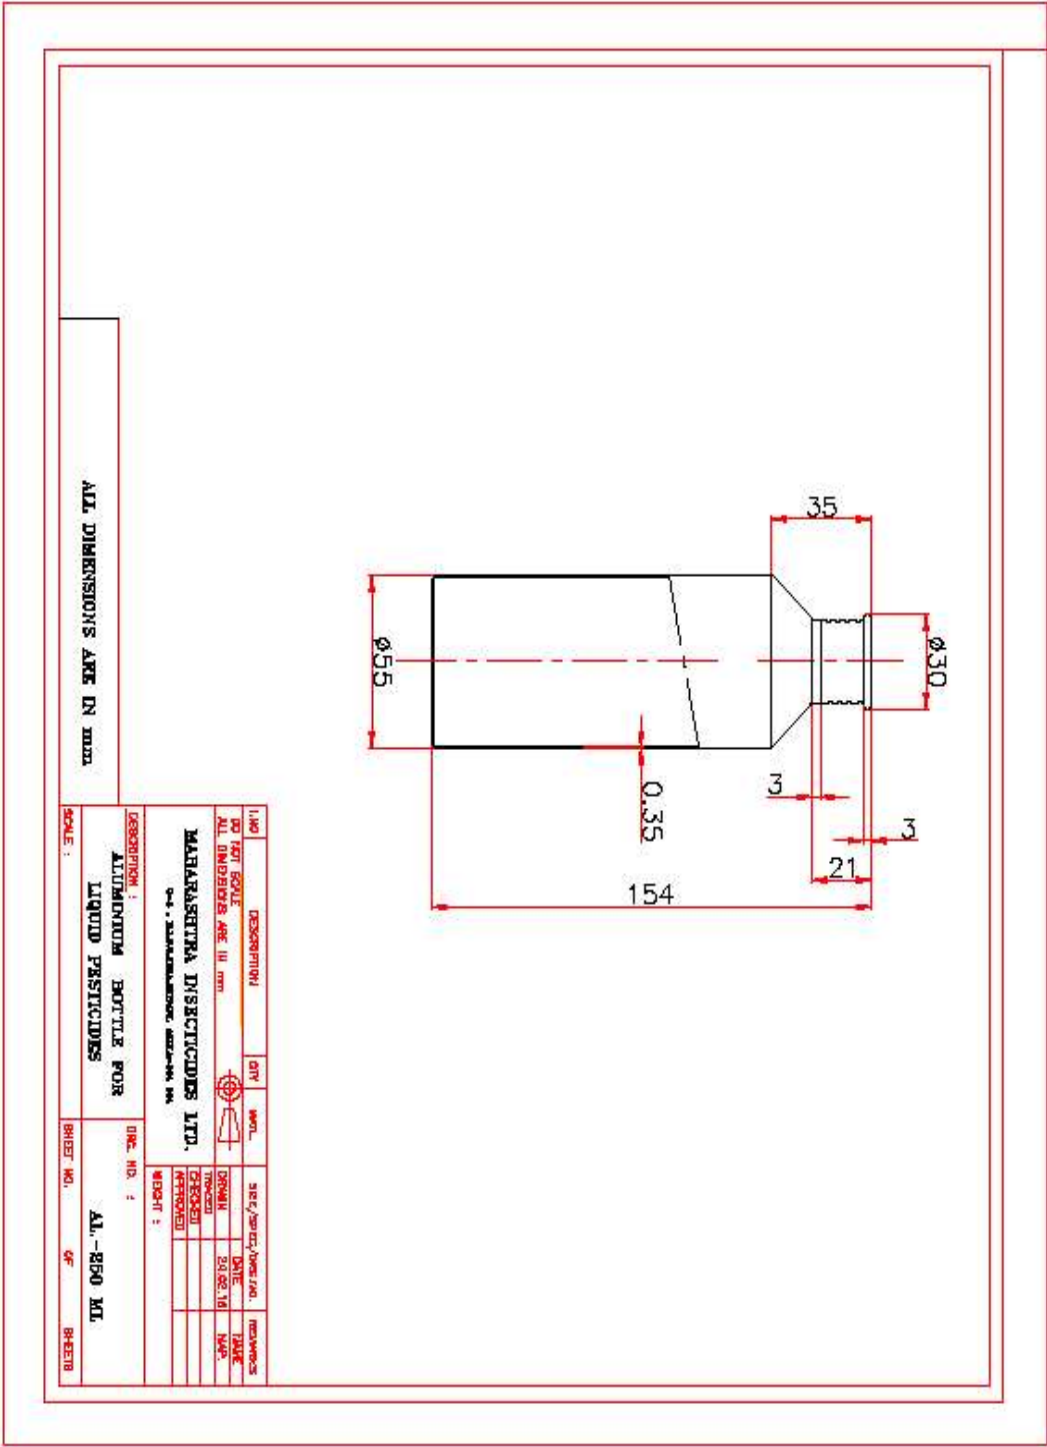 35
ø30
ø55
3
0.35
3
21
154
ALL DIMENSIONS ARE IN mm
DESCRIPTION
QTY
DO NOT SCALE
ALL DIMENSIONS ARE IN mm
DATE
NAME
DRAWN
TRACED
CHECKED
APPROVED
MAHARASHTRA INSECTICIDES LTD.
WEIGHT :
DESCRIPTION :
ALUMINIUM BOTTLE FOR
LIQUID PESTICIDES
DRG. NO. :
AL.-250 ML
SCALE :
SHEET NO. OF SHEETS